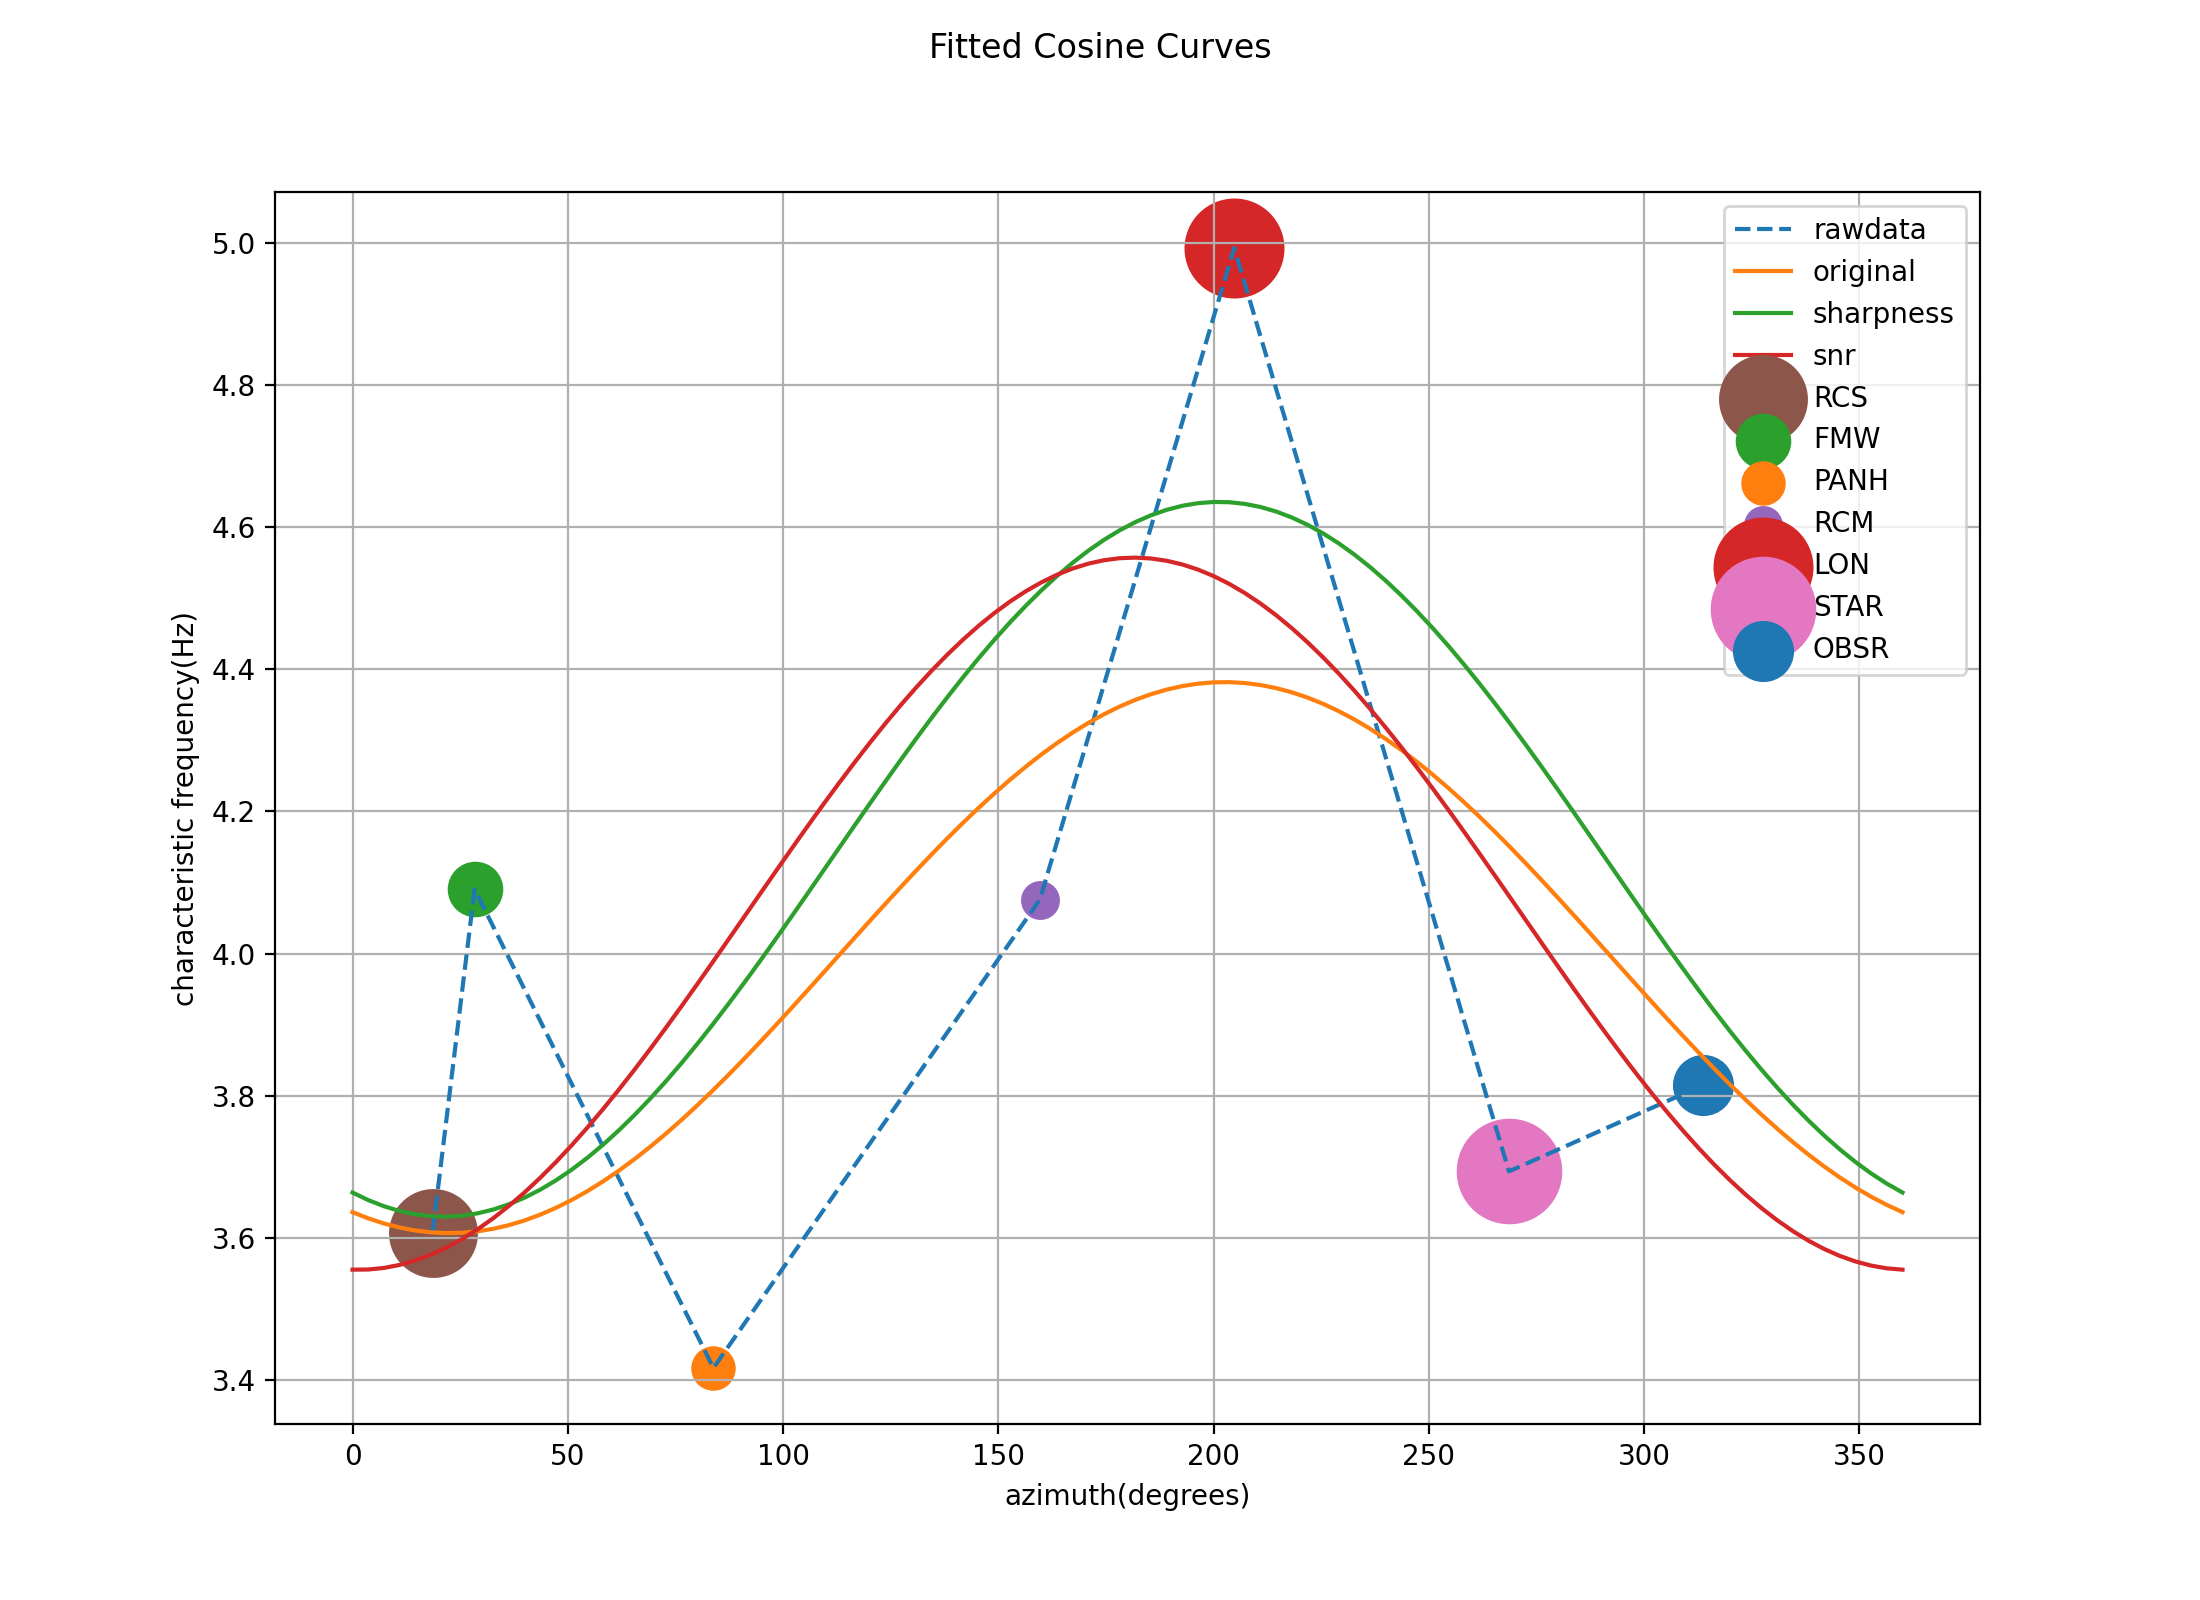 Fitted Cosine Curves
5.0
4.8
4.6
4.4
4.2
4.0
3.8
3.6
3.4
characteristic frequency(Hz)
rawdata
original
sharpness
snr
RCS
FMW
PANH
RCM
LON
STAR
OBSR
0 50 100 150 200 250 300 350
azimuth(degrees)